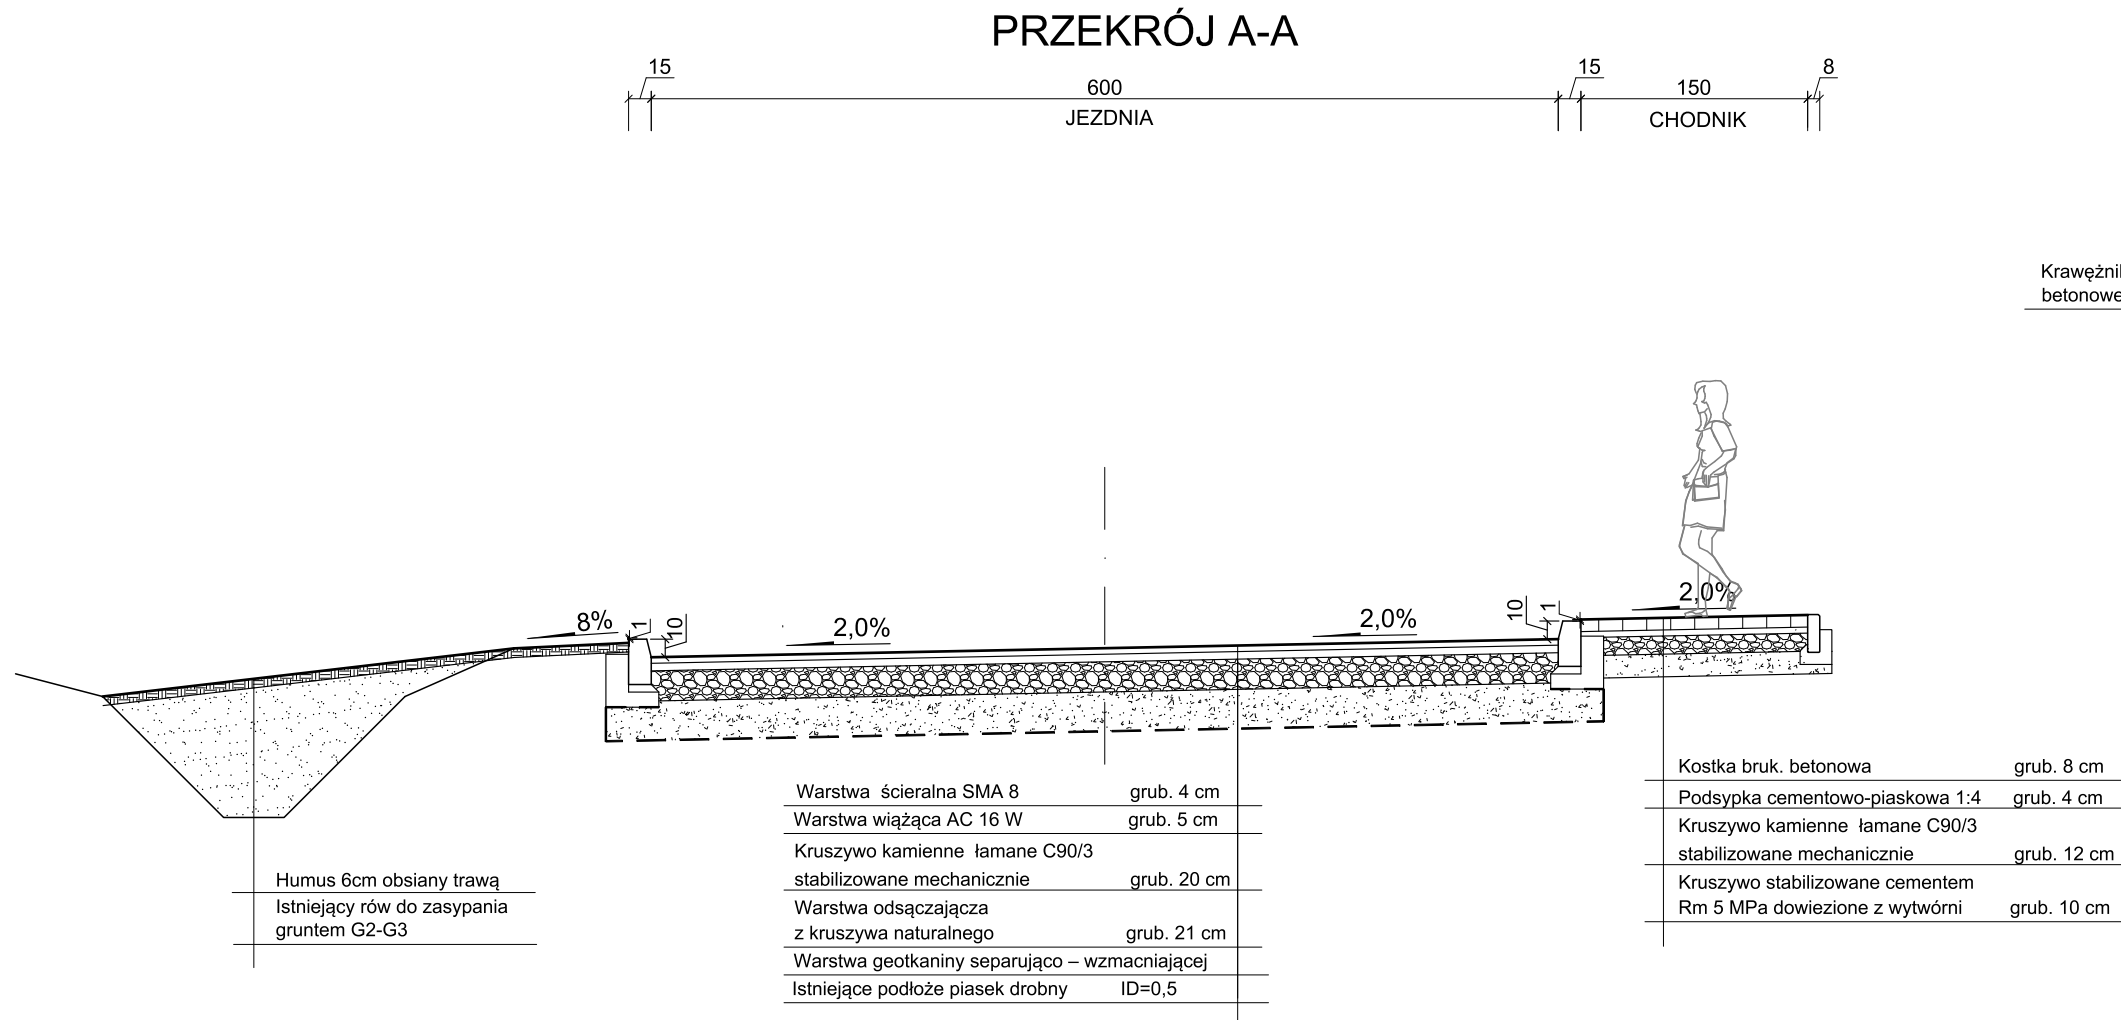 PRZEKRÓJ A-A
15
600
15
150
8
JEZDNIA
CHODNIK
Krawężni
betonowe
8%
1
10
2,0%
2,0%
10
1
2,0%
Warstwa ścieralna SMA 8 grub. 4 cm
Warstwa wiążąca AC 16 W grub. 5 cm
Kruszywo kamienne łamane C90/3
stabilizowane mechanicznie grub. 20 cm
Warstwa odsączająca
z kruszywa naturalnego grub. 21 cm
Warstwa geotkaniny separująco – wzmacniającej
Istniejące podłoże piasek drobny ID=0,5
Kostka bruk. betonowa grub. 8 cm
Podsypka cementowo-piaskowa 1:4 grub. 4 cm
Kruszywo kamienne łamane C90/3
stabilizowane mechanicznie grub. 12 cm
Kruszywo stabilizowane cementem
Rm 5 MPa dowiezione z wytwórni grub. 10 cm
Humus 6cm obsiany trawą
Istniejący rów do zasypania
gruntem G2-G3